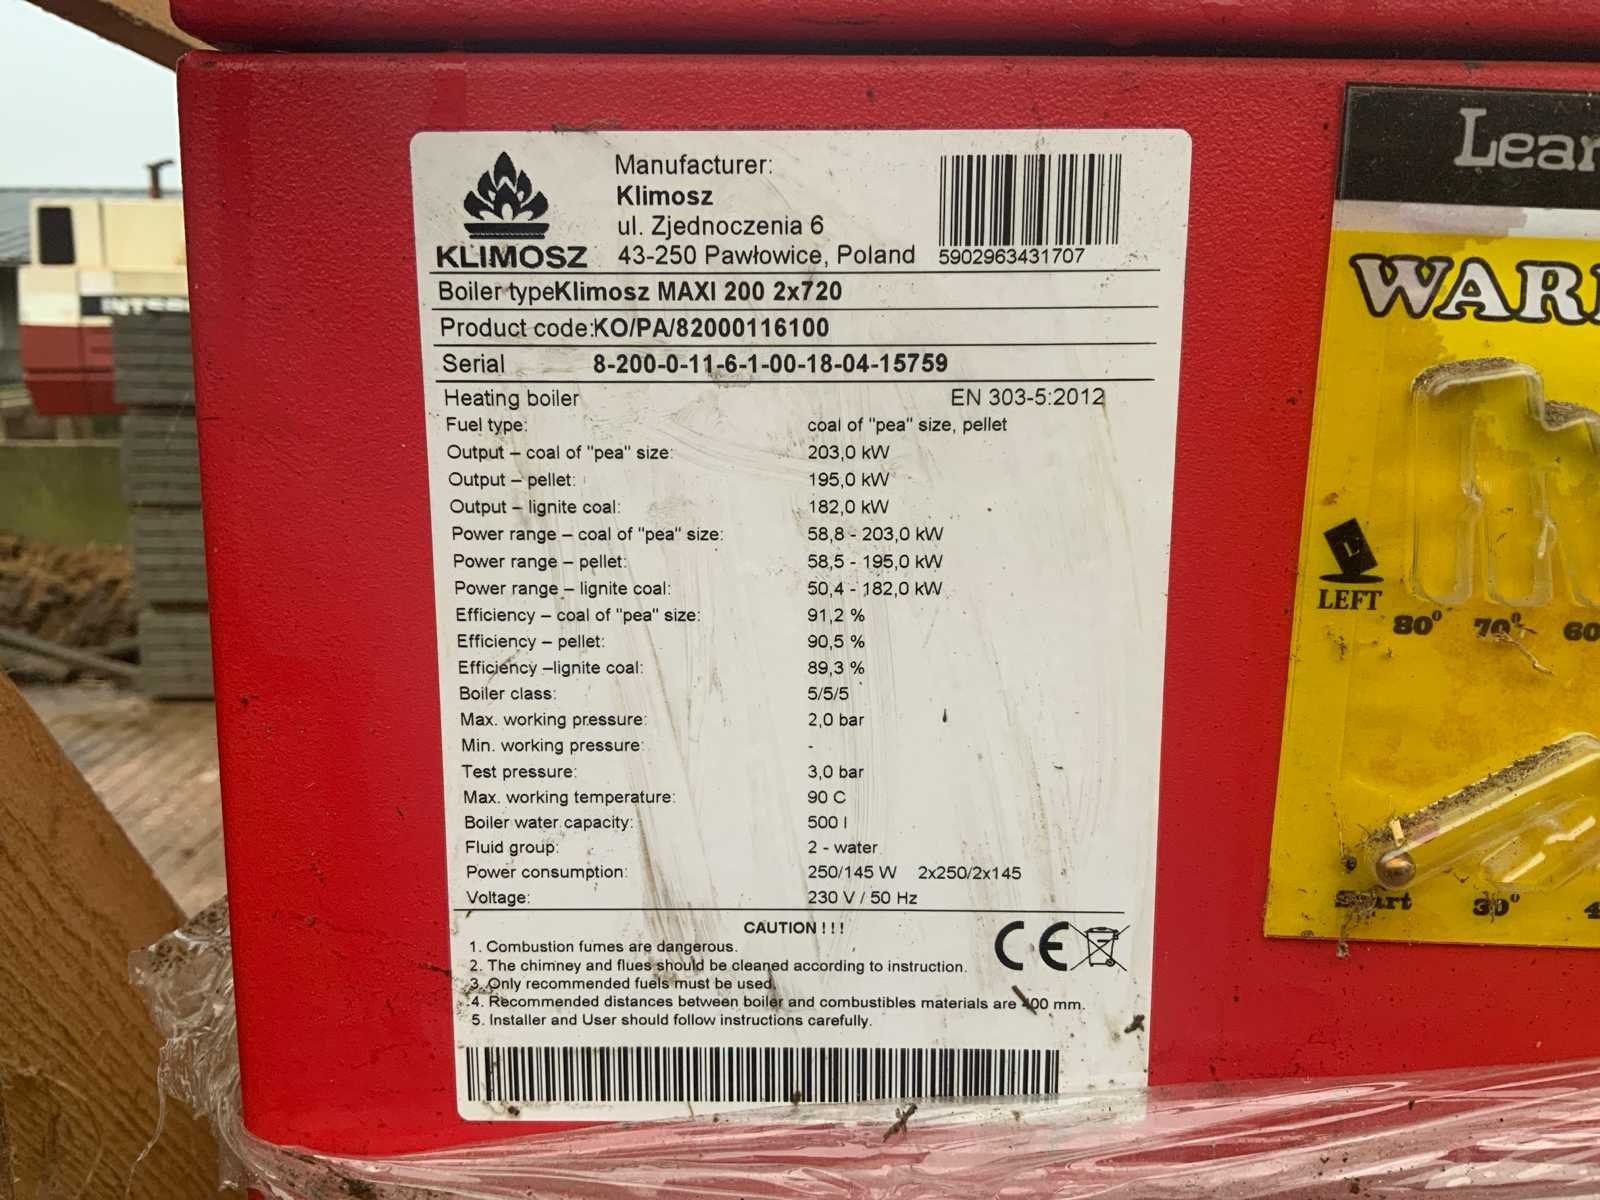 Manufacturer:
Klimosz
ul. Zjednoczenia 6
43-250 Pawłowice, Poland
KLIMOSZ
5902963431707
Boiler typeKlimosz MAXI 200 2x720
Product code:KO/PA/82000116100
Serial 8-200-0-11-6-1-00-18-04-15759
Heating boiler EN 303-5:2012
Fuel type: coal of "pea" size, pellet
Output – coal of "pea" size: 203,0 kW
Output – pellet: 195,0 kW
Output – lignite coal: 182,0 kW
Power range – coal of "pea" size: 58,8 - 203,0 kW
Power range – pellet: 58,5 - 195,0 kW
Power range – lignite coal: 50,4 - 182,0 kW
Efficiency – coal of "pea" size: 91,2 %
Efficiency – pellet: 90,5 %
Efficiency –lignite coal: 89,3 %
Boiler class: 5/5/5
Max. working pressure: 2,0 bar
Min. working pressure: -
Test pressure: 3,0 bar
Max. working temperature: 90 C
Boiler water capacity: 500 l
Fluid group: 2 - water
Power consumption: 250/145 W 2x250/2x145
Voltage: 230 V / 50 Hz
CAUTION ! ! !
1. Combustion fumes are dangerous.
2. The chimney and flues should be cleaned according to instruction.
3. Only recommended fuels must be used.
4. Recommended distances between boiler and combustibles materials are 400 mm.
5. Installer and User should follow instructions carefully.
CE
Lear
WARN
L
LEFT
80° 70° 60
Start 30° 4
INTER